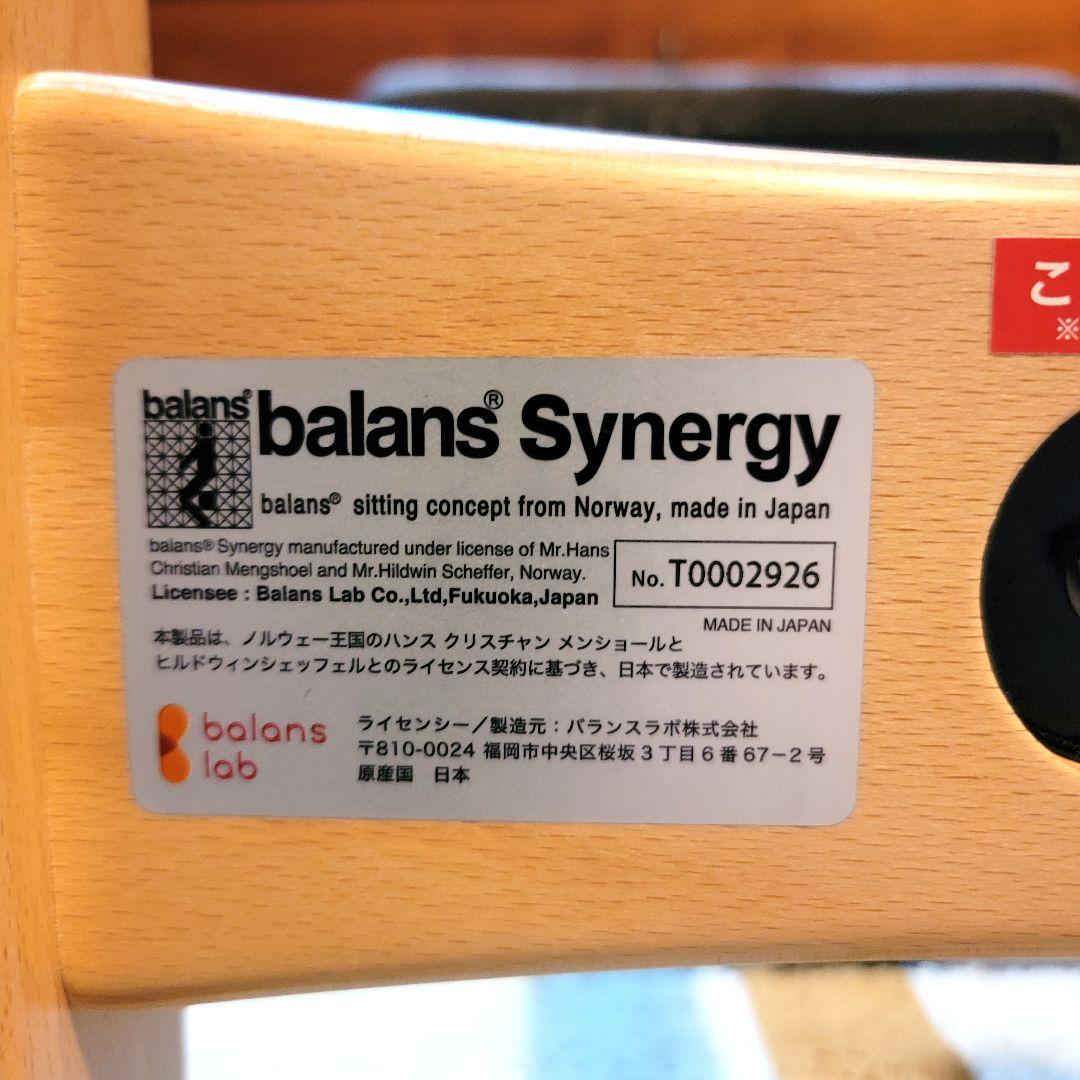 balans®
balans® Synergy
balans® sitting concept from Norway, made in Japan
balans® Synergy manufactured under license of Mr.Hans
Christian Mengshoel and Mr.Hildwin Scheffer, Norway.
Licensee : Balans Lab Co.,Ltd,Fukuoka,Japan
No. T0002926
MADE IN JAPAN
本製品は、ノルウェー王国のハンス クリスチャン メンショールと
ヒルドウィンシェッフェルとのライセンス契約に基づき、日本で製造されています。
balans
lab
ライセンシー／製造元：バランスラボ株式会社
〒810-0024 福岡市中央区桜坂３丁目６番67－2号
原産国 日本
こ
※